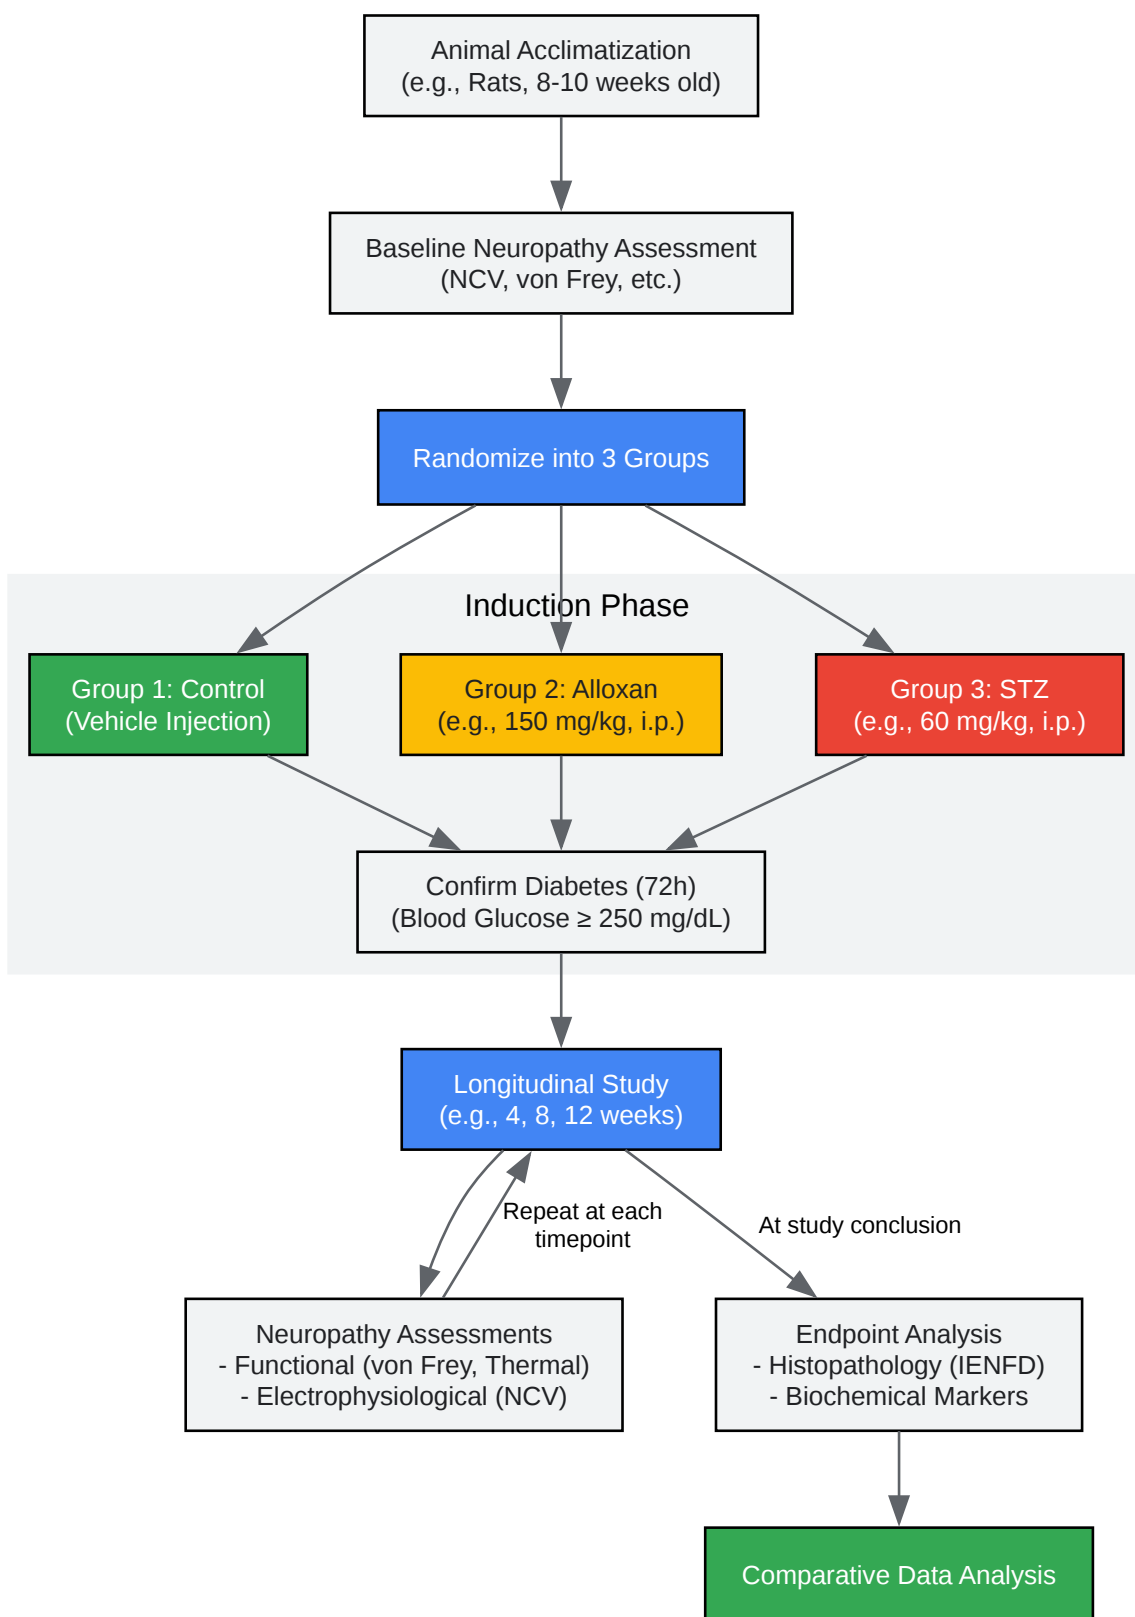 Animal Acclimatization
(e.g., Rats, 8-10 weeks old)
Baseline Neuropathy Assessment
(NCV, von Frey, etc.)
Randomize into 3 Groups
Induction Phase
Group 1: Control
(Vehicle Injection)
Group 2: Alloxan
(e.g., 150 mg/kg, i.p.)
Group 3: STZ
(e.g., 60 mg/kg, i.p.)
Confirm Diabetes (72h)
(Blood Glucose ≥ 250 mg/dL)
Longitudinal Study
(e.g., 4, 8, 12 weeks)
Repeat at each
timepoint
At study conclusion
Neuropathy Assessments
- Functional (von Frey, Thermal)
- Electrophysiological (NCV)
Endpoint Analysis
- Histopathology (IENFD)
- Biochemical Markers
Comparative Data Analysis